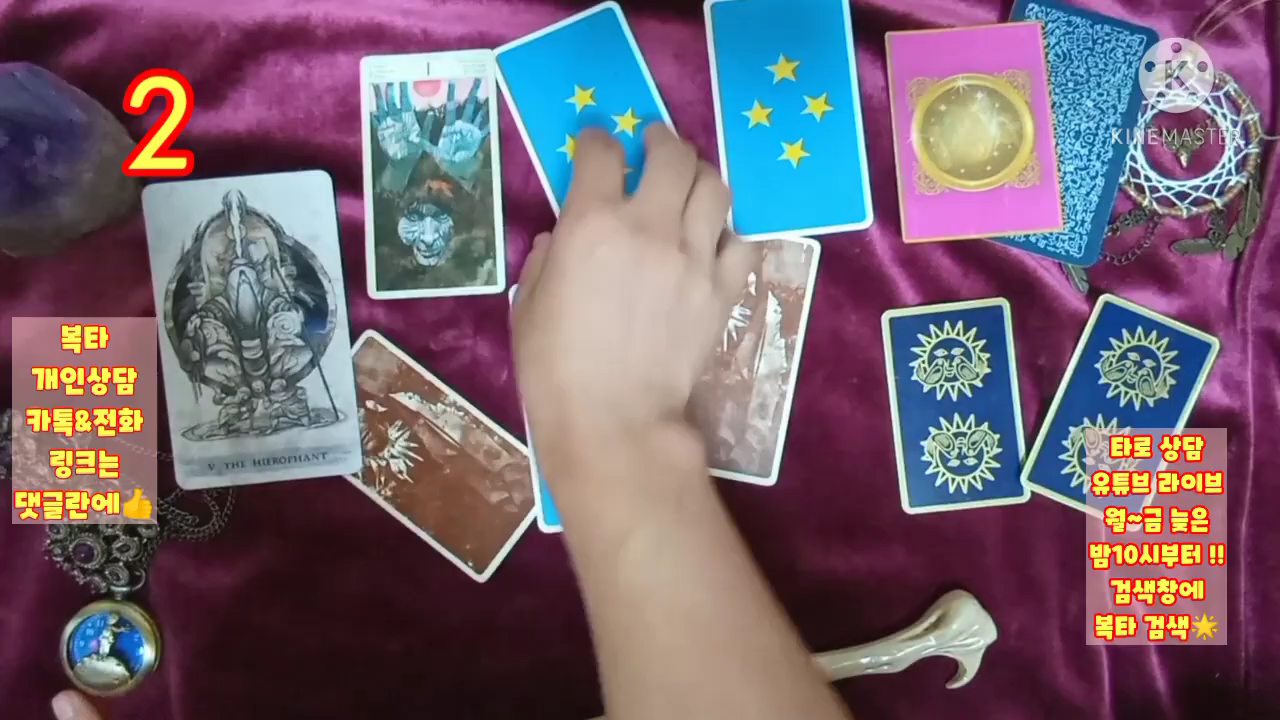 2
I
KINEMASTER
V THE HIEROPHANT
복타
개인상담
카톡&전화
링크는
댓글란에👍
타로 상담
유튜브 라이브
월~금 늦은
밤10시부터 !!
검색창에
복타 검색🌟